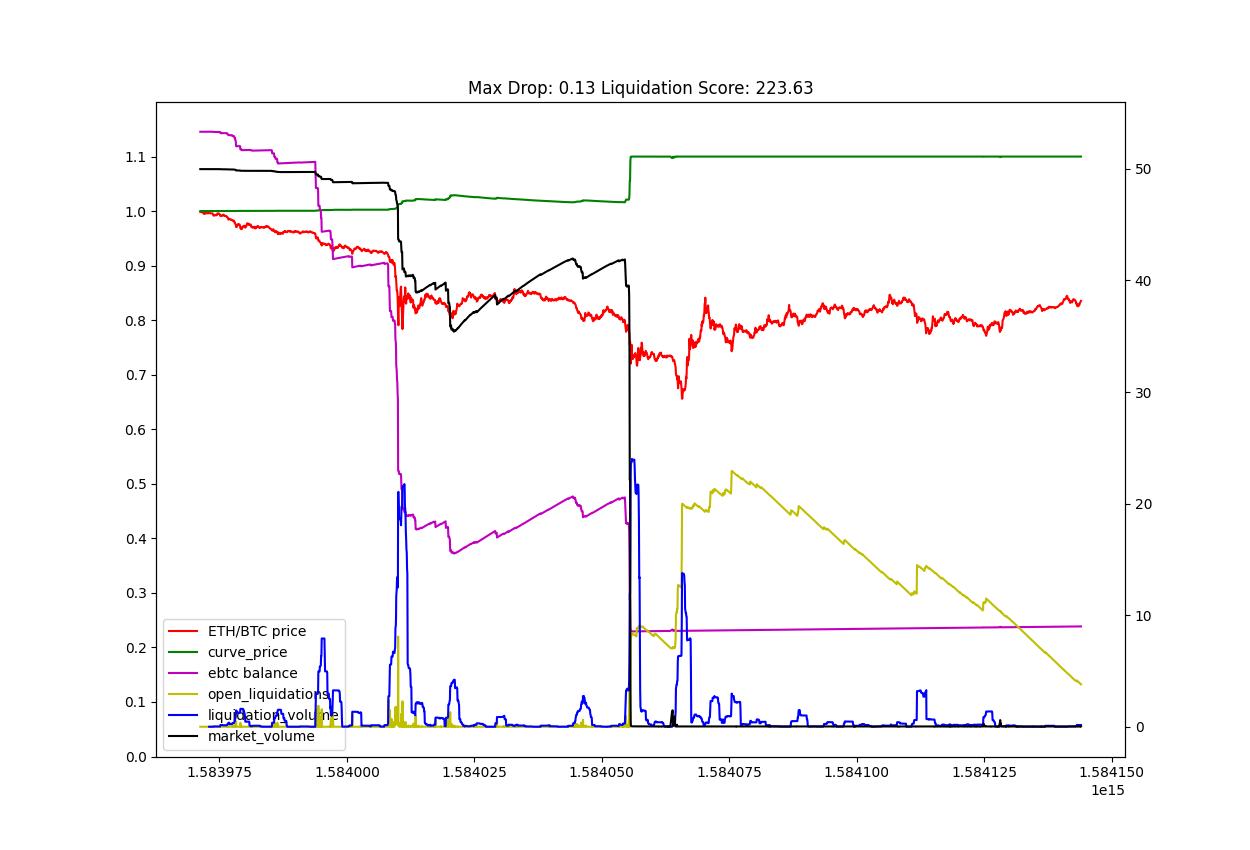 Max Drop: 0.13 Liquidation Score: 223.63
1.1
1.0
0.9
0.8
0.7
0.6
0.5
0.4
0.3
0.2
0.1
0.0
50
40
30
20
10
0
ETH/BTC price
curve_price
ebtc balance
open_liquidations
liquidation_volume
market_volume
1.583975 1.584000 1.584025 1.584050 1.584075 1.584100 1.584125 1.584150
1e15